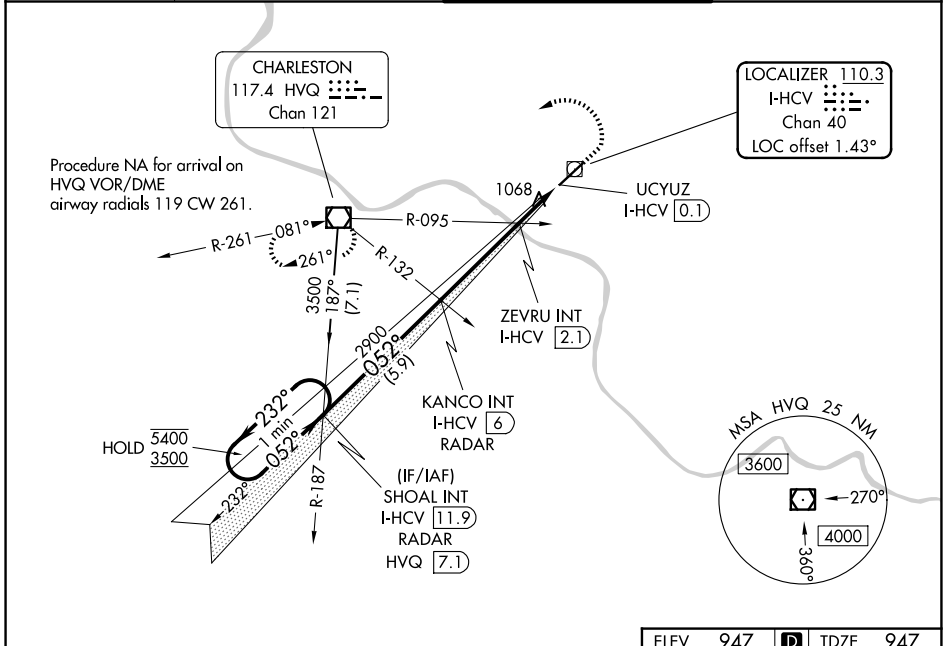 CHARLESTON
117.4 HVQ
Chan 121
LOCALIZER 110.3
I-HCV
Chan 40
LOC offset 1.43°
Procedure NA for arrival on
HVQ VOR/DME
airway radials 119 CW 261.
1068
UCYUZ
I-HCV 0.1
R-261
081°
261°
R-095
R-132
3500
187°
(7.1)
ZEVRU INT
I-HCV 2.1
2900
052°
(5.9)
KANCO INT
I-HCV 6
RADAR
232°
1 min
052°
HOLD 5400
3500
232°
R-187
(IF/IAF)
SHOAL INT
I-HCV 11.9
RADAR
HVQ 7.1
MSA HVQ 25 NM
3600
270°
4000
360°
ELEV 947 D TDZE 947